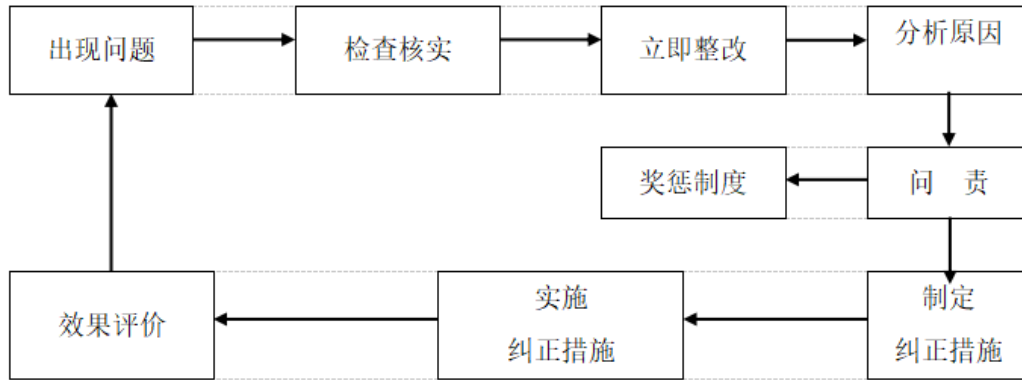 出现问题
检查核实
立即整改
分析原因
奖惩制度
问 责
效果评价
实施
纠正措施
制定
纠正措施